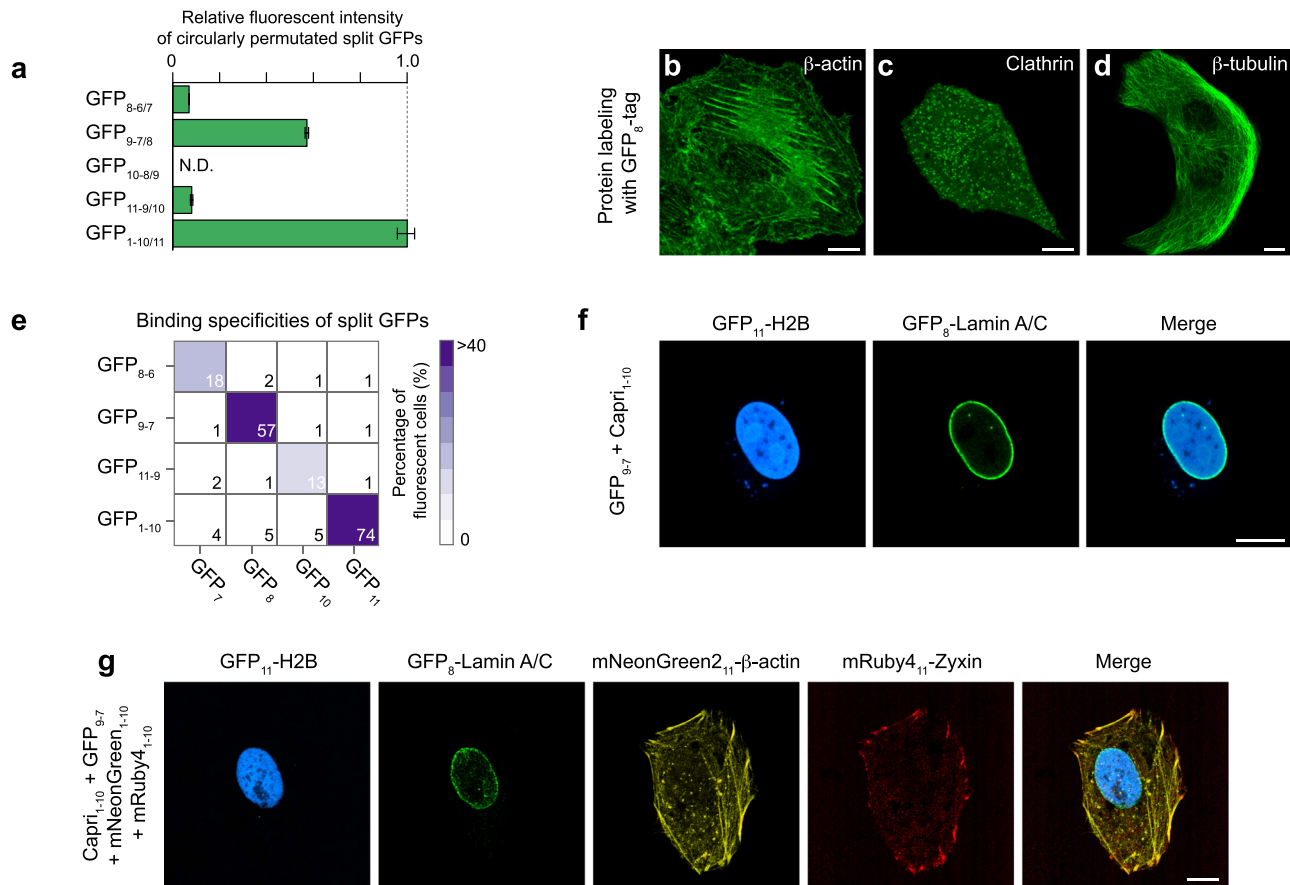 Relative fluorescent intensity
of circularly permutated split GFPs
a
0 1.0
GFP8-6/7
GFP9-7/8
GFP10-8/9 N.D.
GFP11-9/10
GFP1-10/11
Protein labeling
with GFP8-tag
b β-actin
c Clathrin
d β-tubulin
e
Binding specificities of split GFPs
GFP8-6 18 2 1 1
GFP9-7 1 57 1 1
GFP11-9 2 1 13 1
GFP1-10 4 5 5 74
GFP7 GFP8 GFP10 GFP11
Percentage of
fluorescent cells (%)
>40
0
f
GFP11-H2B GFP8-Lamin A/C Merge
GFP9-7 + Capri1-10
g
GFP11-H2B GFP8-Lamin A/C mNeonGreen211-β-actin mRuby411-Zyxin Merge
Capri1-10 + GFP9-7
+ mNeonGreen1-10
+ mRuby41-10